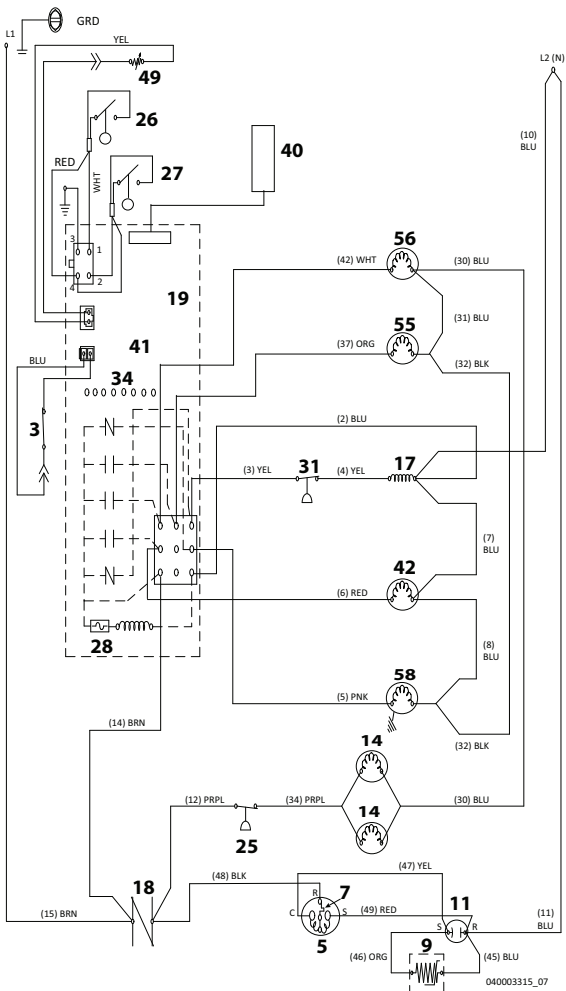 GRD
L1
YEL
49
L2 (N)
26
(10)
BLU
40
RED
WHT
27
3
1
56
(42) WHT
(30) BLU
4
2
19
(31) BLU
55
(37) ORG
41
BLU
(32) BLK
34
3
(2) BLU
(3) YEL
31
(4) YEL
17
(7)
BLU
42
(6) RED
28
(8)
BLU
58
(5) PNK
(14) BRN
14
(32) BLK
(12) PRPL
(34) PRPL
14
(30) BLU
25
(47) YEL
18
(48) BLK
R
7
11
C
S
(49) RED
(15) BRN
S
R
(11)
BLU
5
9
(46) ORG
(45) BLU
040003315_07